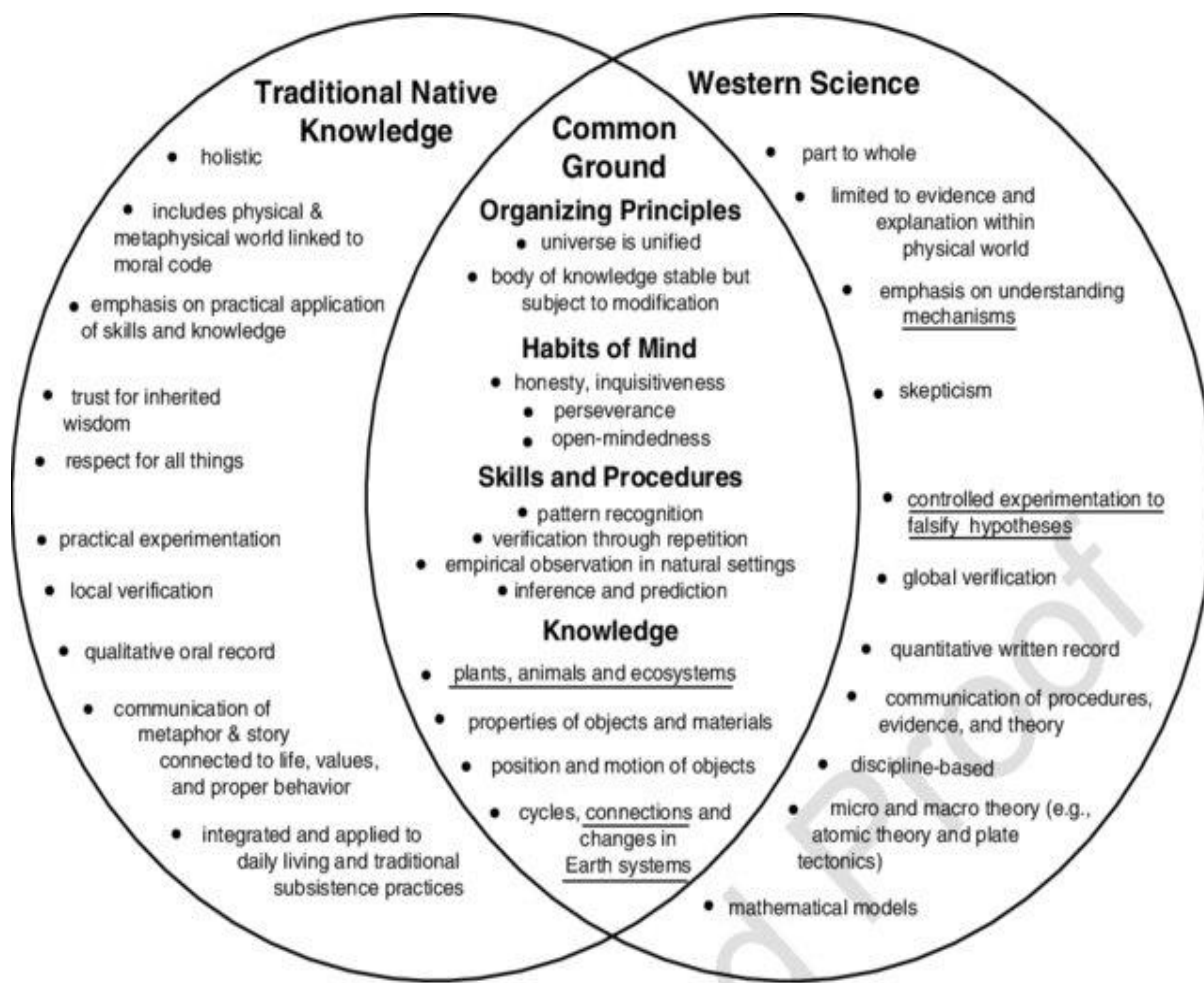 Traditional Native
Knowledge
holistic
includes physical &
metaphysical world linked to
moral code
emphasis on practical application
of skills and knowledge
trust for inherited
wisdom
respect for all things
practical experimentation
local verification
qualitative oral record
communication of
metaphor & story
connected to life, values,
and proper behavior
integrated and applied to
daily living and traditional
subsistence practices
Common
Ground
Organizing Principles
universe is unified
body of knowledge stable but
subject to modification
Habits of Mind
honesty, inquisitiveness
perseverance
open-mindedness
Skills and Procedures
pattern recognition
verification through repetition
empirical observation in natural settings
inference and prediction
Knowledge
plants, animals and ecosystems
properties of objects and materials
position and motion of objects
cycles, connections and
changes in
Earth systems
Western Science
part to whole
limited to evidence and
explanation within
physical world
emphasis on understanding
mechanisms
skepticism
controlled experimentation to
falsify hypotheses
global verification
quantitative written record
communication of procedures,
evidence, and theory
discipline-based
micro and macro theory (e.g.,
atomic theory and plate
tectonics)
mathematical models
Proof